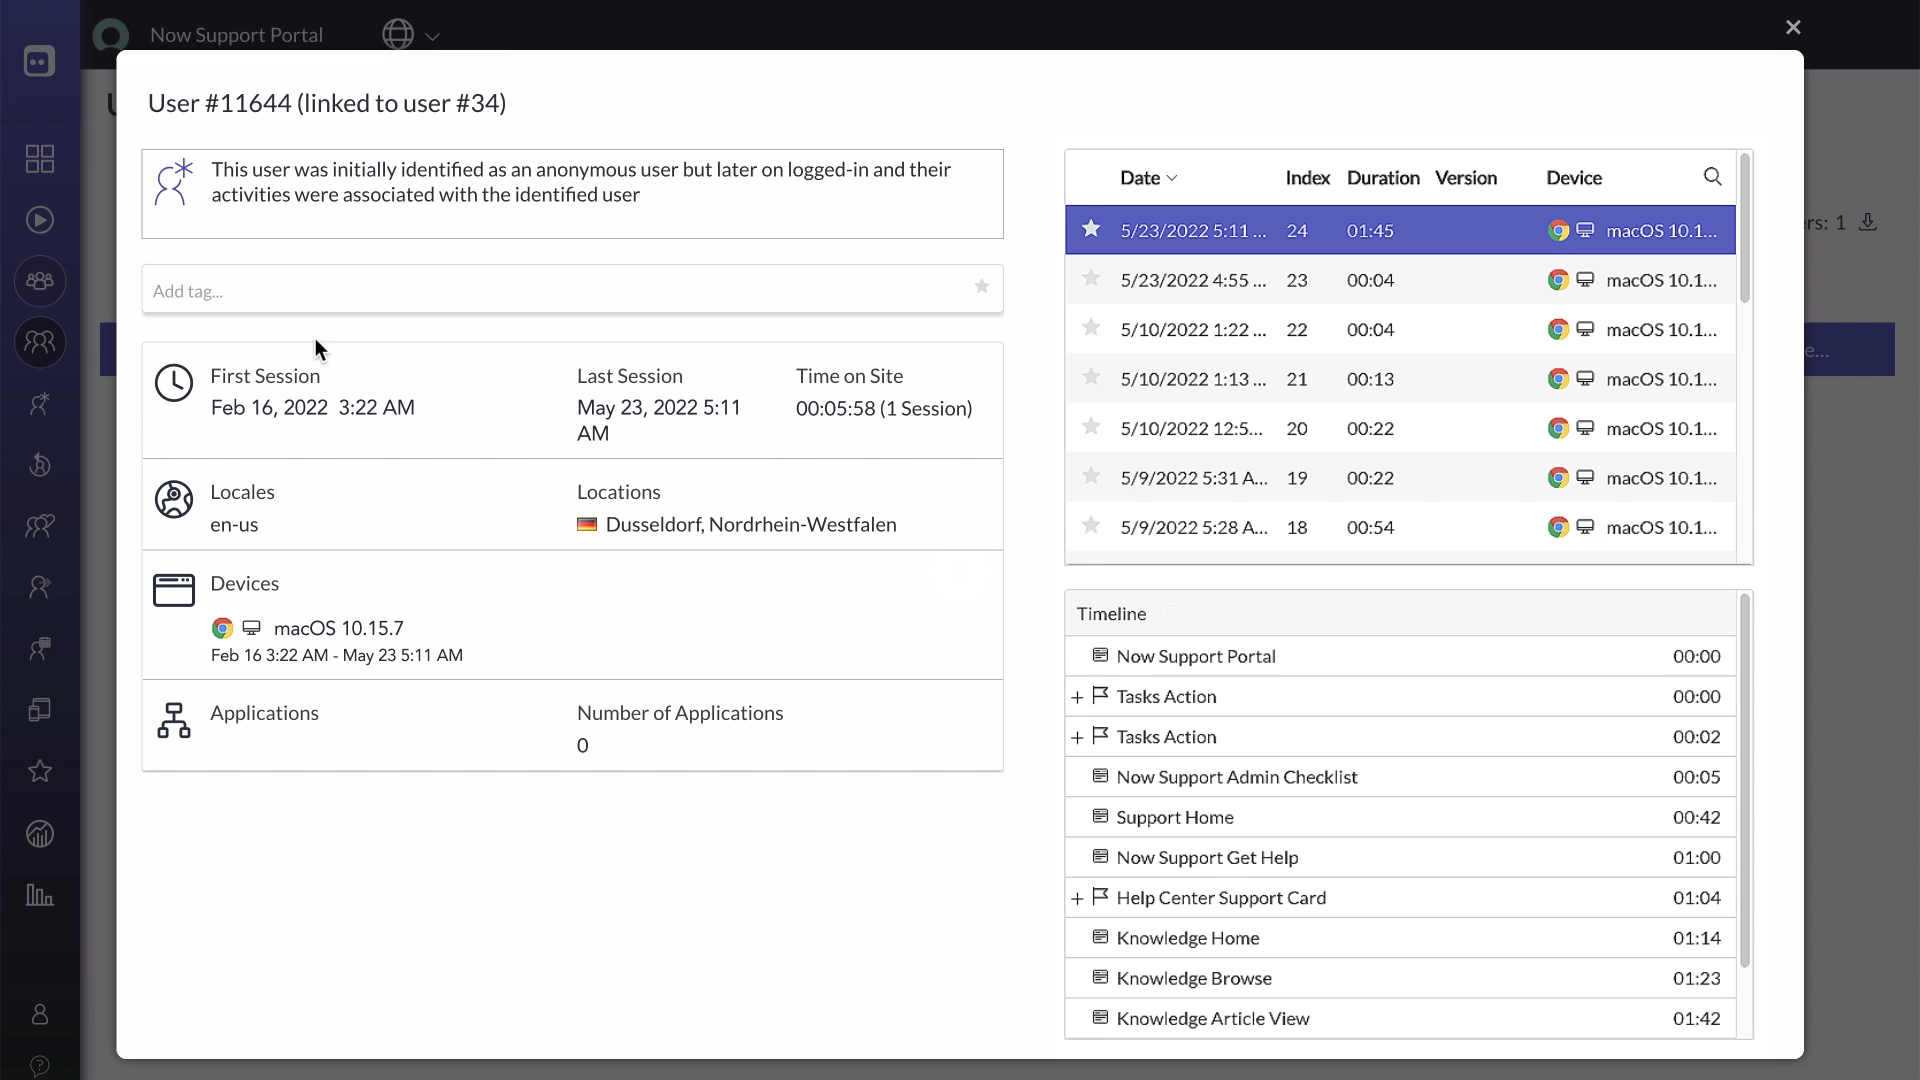 Now Support Portal
User #11644 (linked to user #34)
This user was initially identified as an anonymous user but later on logged-in and their
activities were associated with the identified user
Add tag...
First Session
Feb 16, 2022 3:22 AM
Last Session
May 23, 2022 5:11
AM
Time on Site
00:05:58 (1 Session)
Locales
en-us
Locations
Dusseldorf, Nordrhein-Westfalen
Devices
macOS 10.15.7
Feb 16 3:22 AM - May 23 5:11 AM
Applications
Number of Applications
0
Date Index Duration Version Device
5/23/2022 5:11 ... 24 01:45 macOS 10.1...
5/23/2022 4:55 ... 23 00:04 macOS 10.1...
5/10/2022 1:22 ... 22 00:04 macOS 10.1...
5/10/2022 1:13 ... 21 00:13 macOS 10.1...
5/10/2022 12:5... 20 00:22 macOS 10.1...
5/9/2022 5:31 A... 19 00:22 macOS 10.1...
5/9/2022 5:28 A... 18 00:54 macOS 10.1...
Timeline
Now Support Portal 00:00
+ Tasks Action 00:00
+ Tasks Action 00:02
Now Support Admin Checklist 00:05
Support Home 00:42
Now Support Get Help 01:00
+ Help Center Support Card 01:04
Knowledge Home 01:14
Knowledge Browse 01:23
Knowledge Article View 01:42
rs: 1
e...